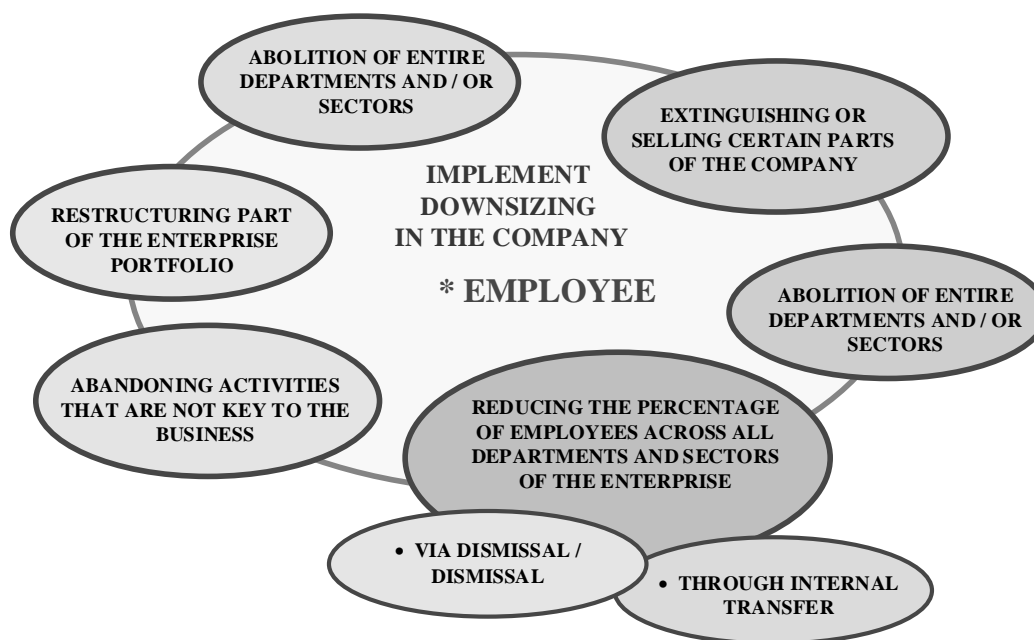 ABOLITION OF ENTIRE
DEPARTMENTS AND / OR
SECTORS
EXTINGUISHING OR
SELLING CERTAIN PARTS
OF THE COMPANY
IMPLEMENT
DOWNSIZING
IN THE COMPANY
* EMPLOYEE
RESTRUCTURING PART
OF THE ENTERPRISE
PORTFOLIO
ABOLITION OF ENTIRE
DEPARTMENTS AND / OR
SECTORS
ABANDONING ACTIVITIES
THAT ARE NOT KEY TO THE
BUSINESS
REDUCING THE PERCENTAGE
OF EMPLOYEES ACROSS ALL
DEPARTMENTS AND SECTORS
OF THE ENTERPRISE
• VIA DISMISSAL /
DISMISSAL
• THROUGH INTERNAL
TRANSFER